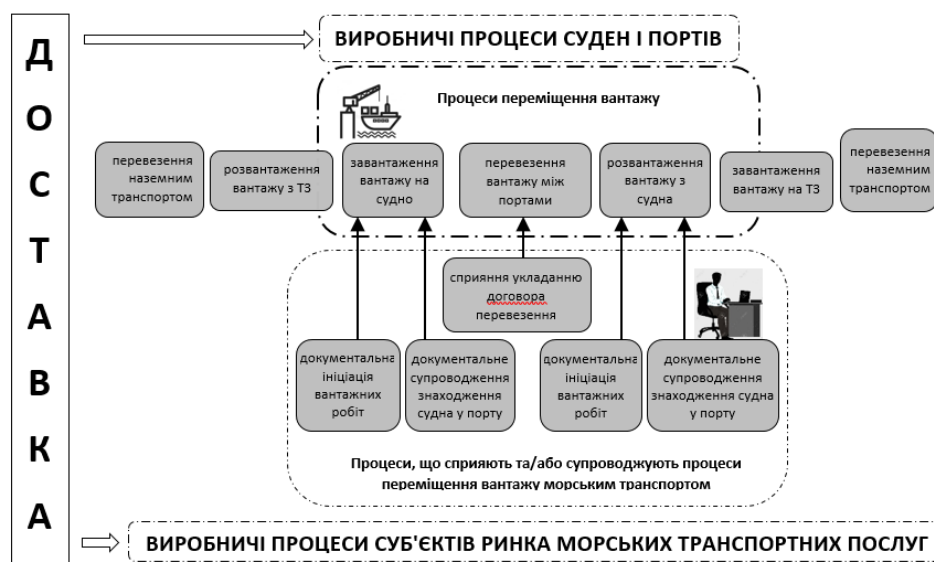 ДОСТАВКА
ВИРОБНИЧІ ПРОЦЕСИ СУДЕН І ПОРТІВ
Процеси переміщення вантажу
перевезення
наземним
транспортом
розвантаження
вантажу з ТЗ
завантаження
вантажу на
судно
перевезення
вантажу між
портами
розвантаження
вантажу з
судна
завантаження
вантажу на ТЗ
перевезення
наземним
транспортом
сприяння укладанню
договора
перевезення
документальна
ініціація
вантажних
робіт
документальне
супроводження
знаходження
судна у порту
документальна
ініціація
вантажних
робіт
документальне
супроводження
знаходження судна
у порту
Процеси, що сприяють та/або супроводжують процеси
переміщення вантажу морським транспортом
ВИРОБНИЧІ ПРОЦЕСИ СУБ'ЄКТІВ РИНКА МОРСЬКИХ ТРАНСПОРТНИХ ПОСЛУГ